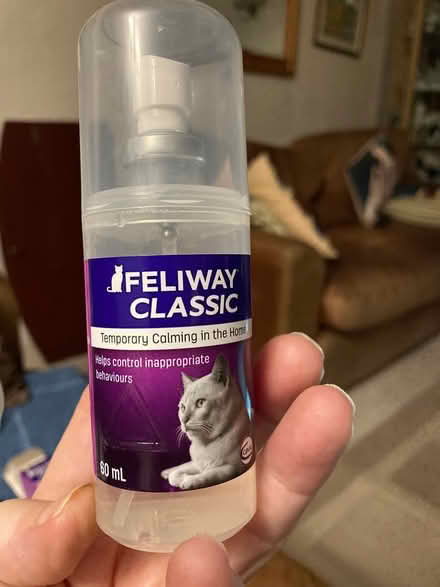 FELIWAY
CLASSIC
Temporary Calming in the Home
Helps control inappropriate
behaviours
60 mL